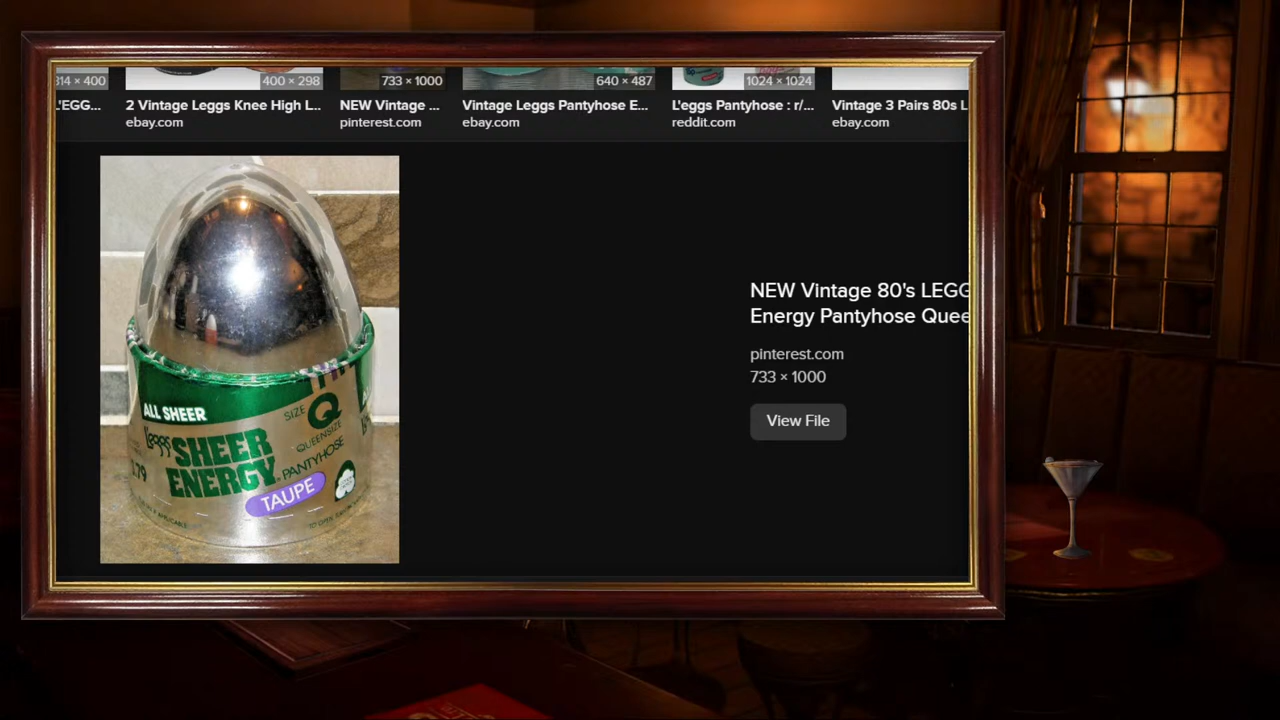 314 × 400
400 × 298
733 × 1000
640 × 487
1024 × 1024
L'EGG...
2 Vintage Leggs Knee High L...
NEW Vintage ...
Vintage Leggs Pantyhose E...
L'eggs Pantyhose : r/...
Vintage 3 Pairs 80s L
ebay.com
pinterest.com
ebay.com
reddit.com
ebay.com
NEW Vintage 80's LEGG
Energy Pantyhose Quee
pinterest.com
733 × 1000
View File
ALL SHEER
SIZE Q
QUEENSIZE
L'eggs SHEER
ENERGY PANTYHOSE
TAUPE